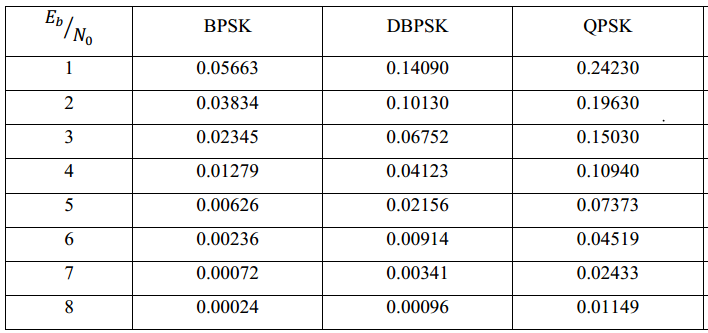 E_b/N_0 BPSK DBPSK QPSK
1 0.05663 0.14090 0.24230
2 0.03834 0.10130 0.19630
3 0.02345 0.06752 0.15030
4 0.01279 0.04123 0.10940
5 0.00626 0.02156 0.07373
6 0.00236 0.00914 0.04519
7 0.00072 0.00341 0.02433
8 0.00024 0.00096 0.01149